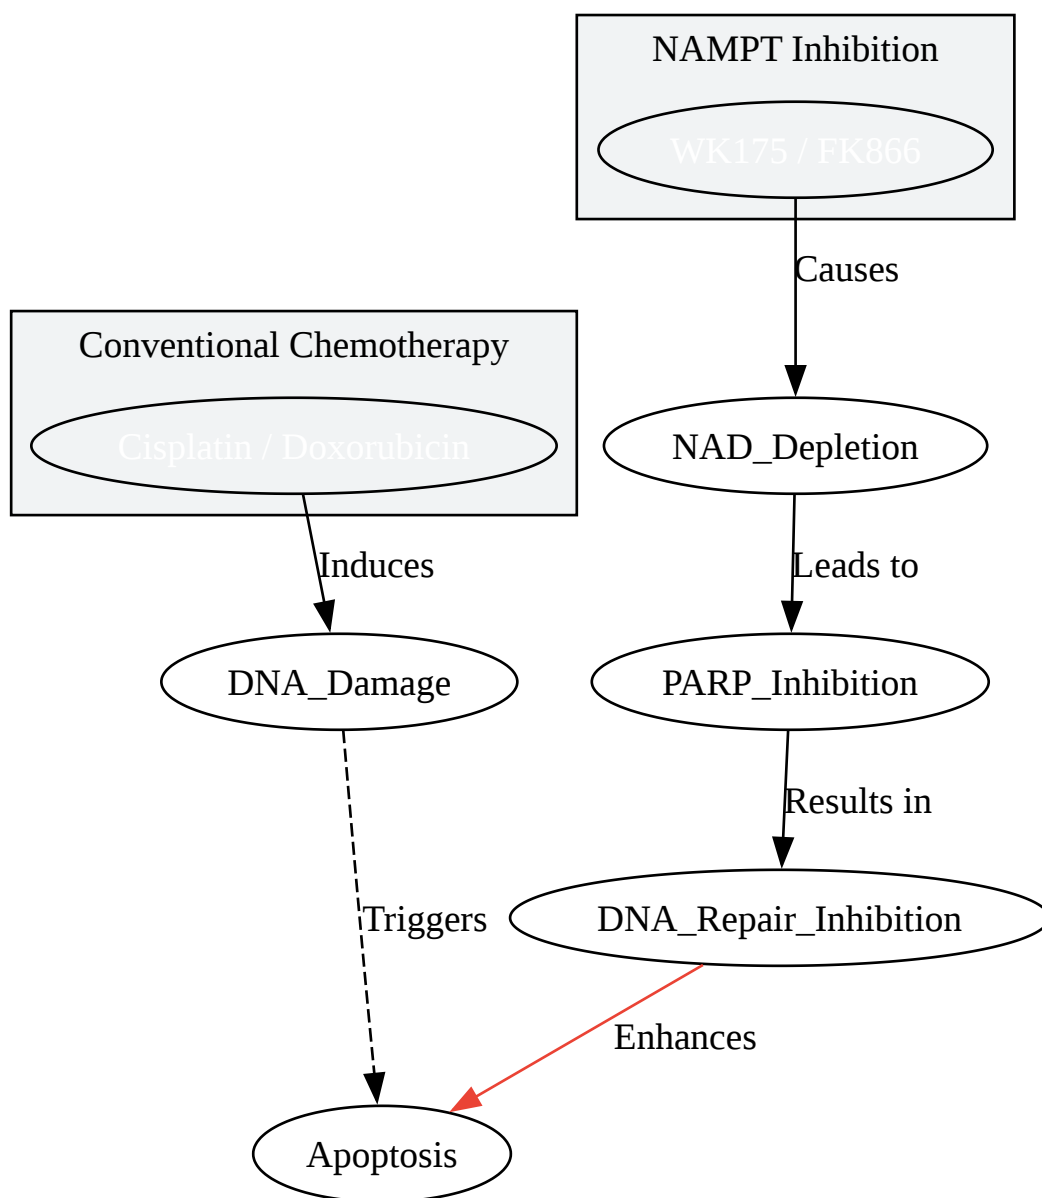 NAMPT Inhibition
WK175 / FK866
Causes
Conventional Chemotherapy
Cisplatin / Doxorubicin
NAD_Depletion
Induces
Leads to
DNA_Damage
PARP_Inhibition
Results in
Triggers
DNA_Repair_Inhibition
Enhances
Apoptosis